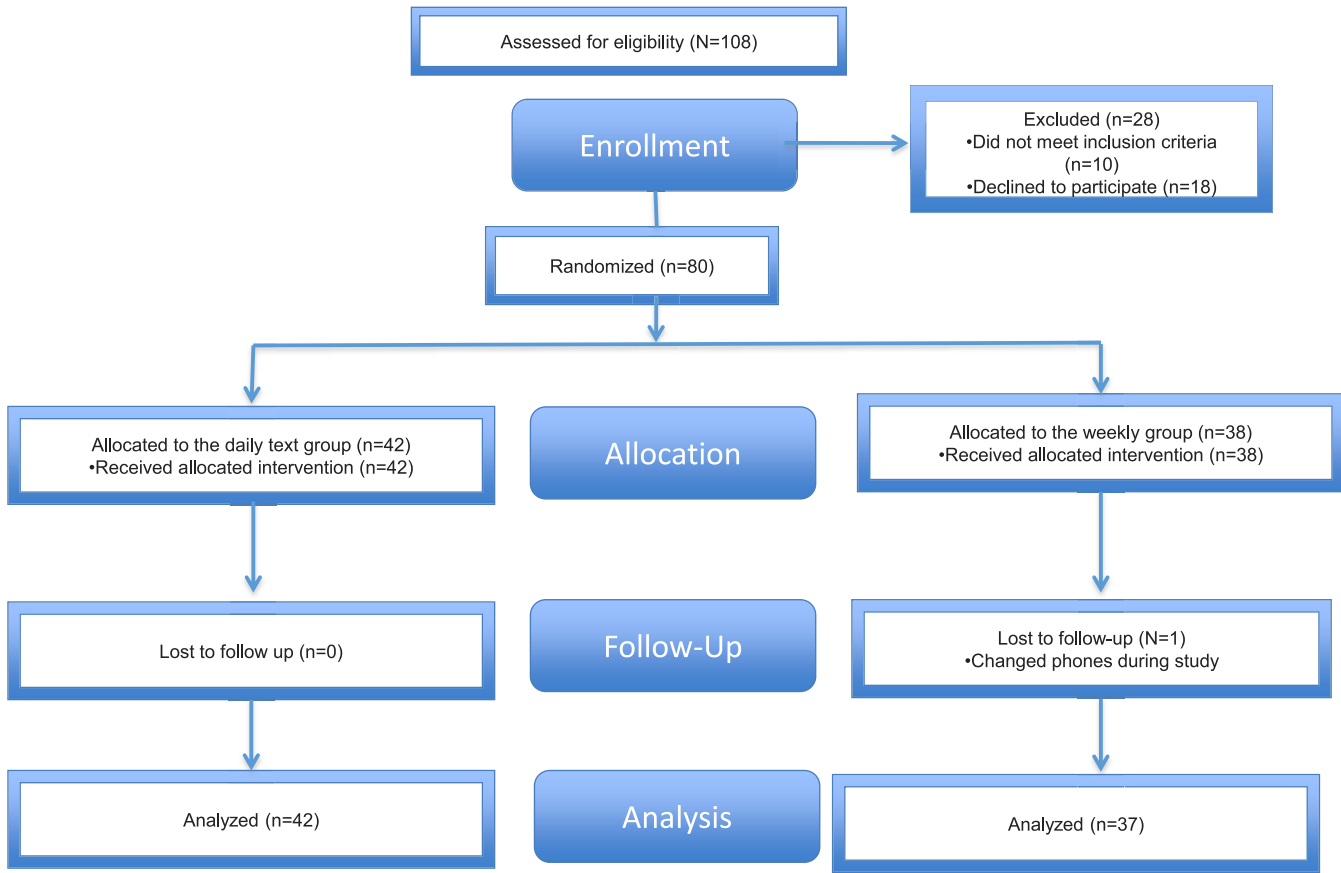 Assessed for eligibility (N=108)
Enrollment
Excluded (n=28)
•Did not meet inclusion criteria
(n=10)
•Declined to participate (n=18)
Randomized (n=80)
Allocated to the daily text group (n=42)
•Received allocated intervention (n=42)
Allocation
Allocated to the weekly group (n=38)
•Received allocated intervention (n=38)
Lost to follow up (n=0)
Follow-Up
Lost to follow-up (N=1)
•Changed phones during study
Analyzed (n=42)
Analysis
Analyzed (n=37)